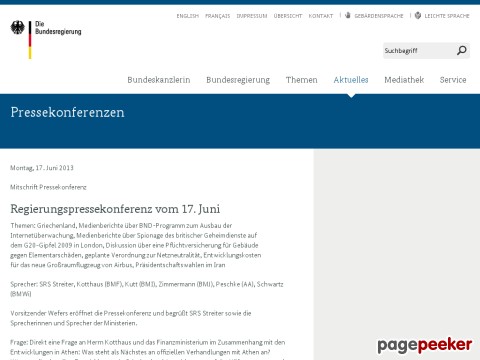 ENGLISH FRANÇAIS IMPRESSUM ÜBERSICHT KONTAKT GEBÄRDENSPRACHE LEICHTE SPRACHE
Die
Bundesregierung
Suchbegriff
Bundeskanzlerin Bundesregierung Themen Aktuelles Mediathek Service
Pressekonferenzen
Montag, 17. Juni 2013
Mitschrift Pressekonferenz
Regierungspressekonferenz vom 17. Juni
Themen: Griechenland, Medienberichte über BND-Programm zum Ausbau der
Internetüberwachung, Medienberichte über Spionage des britischer Geheimdienste auf
dem G20-Gipfel 2009 in London, Diskussion über eine Pflichtversicherung für Gebäude
gegen Elementarschäden, geplante Verordnung zur Netzneutralität, Entwicklungskosten
für das neue Großraumflugzeug von Airbus, Präsidentschaftswahlen im Iran
Sprecher: SRS Streiter, Kotthaus (BMF), Kutt (BMI), Zimmermann (BMJ), Peschke (AA), Schwartz
(BMWi)
Vorsitzender Wefers eröffnet die Pressekonferenz und begrüßt SRS Streiter sowie die
Sprecherinnen und Sprecher der Ministerien.
Frage: Direkt eine Frage an Herrn Kotthaus und das Finanzministerium im Zusammenhang mit den
Entwicklungen in Athen: Was steht als Nächstes an offiziellen Verhandlungen mit Athen an?
pagepeeker